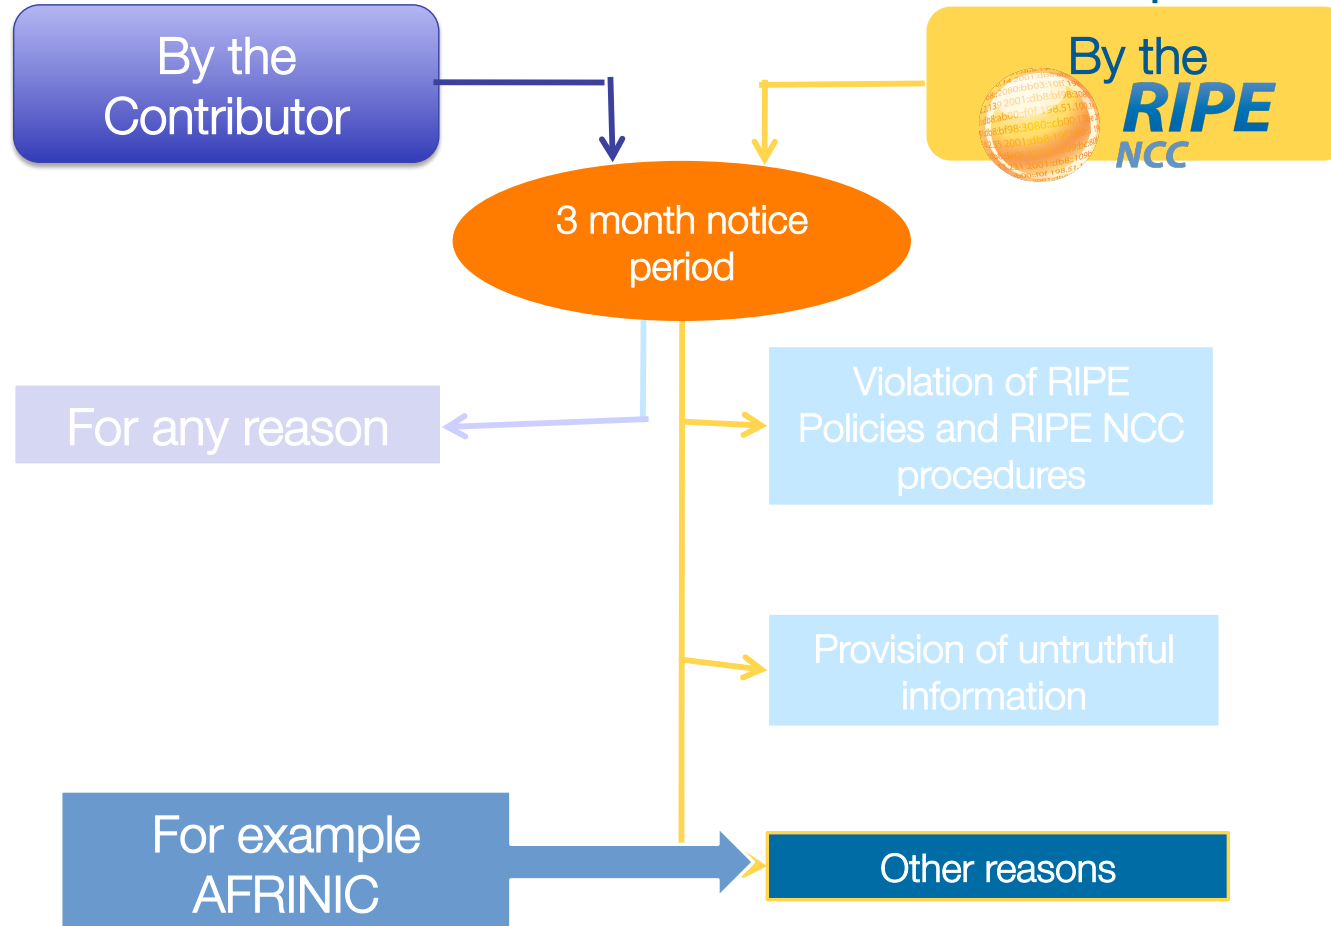 By the
Contributor
By the
RIPE
NCC
3 month notice
period
For any reason
Violation of RIPE
Policies and RIPE NCC
procedures
Provision of untruthful
information
For example
AFRINIC
Other reasons